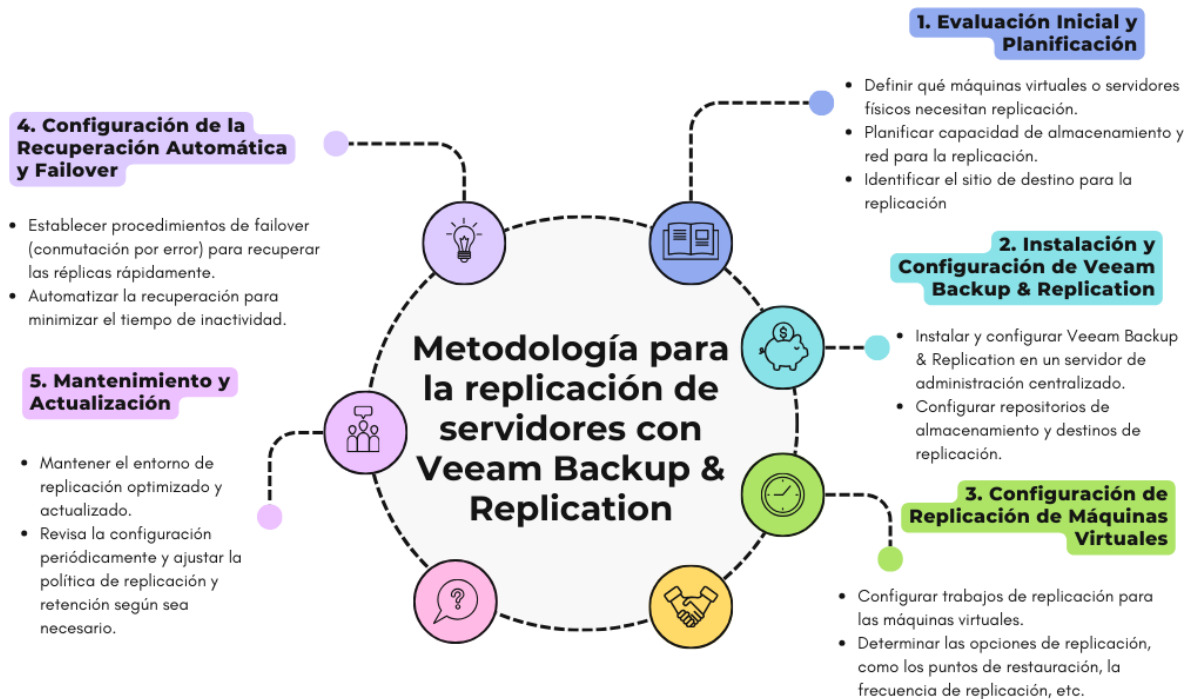 1. Evaluación Inicial y
Planificación
• Definir qué máquinas virtuales o servidores
físicos necesitan replicación.
• Planificar capacidad de almacenamiento y
red para la replicación.
• Identificar el sitio de destino para la
replicación
2. Instalación y
Configuración de Veeam
Backup & Replication
• Instalar y configurar Veeam Backup
& Replication en un servidor de
administración centralizado.
• Configurar repositorios de
almacenamiento y destinos de
replicación.
3. Configuración de
Replicación de Máquinas
Virtuales
• Configurar trabajos de replicación para
las máquinas virtuales.
• Determinar las opciones de replicación,
como los puntos de restauración, la
frecuencia de replicación, etc.
4. Configuración de la
Recuperación Automática
y Failover
• Establecer procedimientos de failover
(conmutación por error) para recuperar
las réplicas rápidamente.
• Automatizar la recuperación para
minimizar el tiempo de inactividad.
5. Mantenimiento y
Actualización
• Mantener el entorno de
replicación optimizado y
actualizado.
• Revisa la configuración
periódicamente y ajustar la
política de replicación y
retención según sea
necesario.
Metodología para
la replicación de
servidores con
Veeam Backup &
Replication
$
?